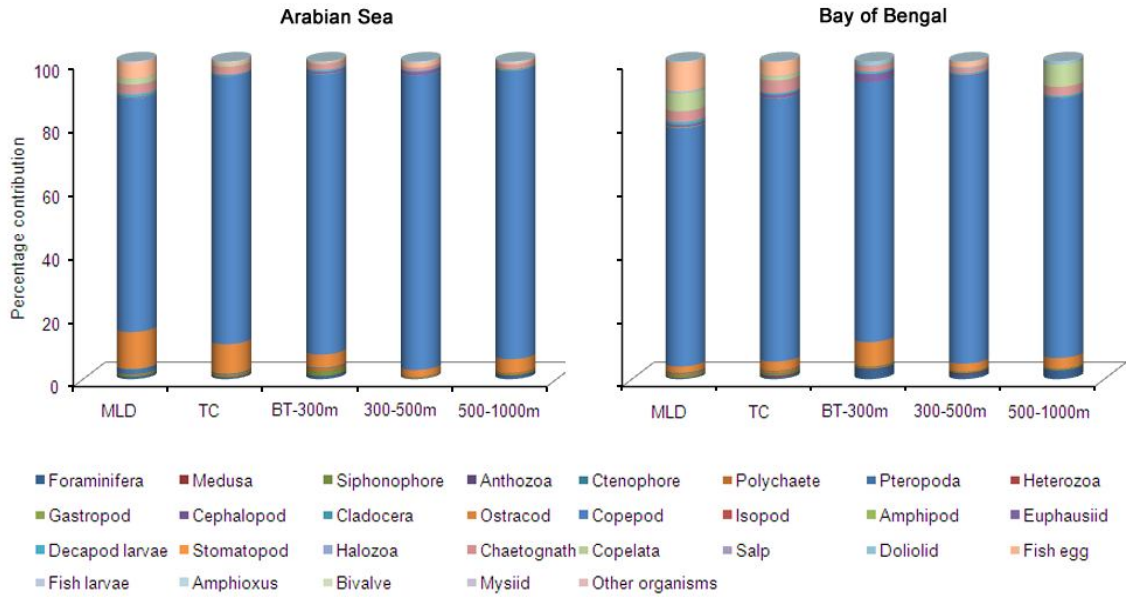 Arabian Sea
Bay of Bengal
Percentage contribution
100
80
60
40
20
0
MLD TC BT-300m 300-500m 500-1000m
MLD TC BT-300m 300-500m 500-1000m
Foraminifera Medusa Siphonophore Anthozoa Ctenophore Polychaete Pteropoda Heterozoa
Gastropod Cephalopod Cladocera Ostracod Copepod Isopod Amphipod Euphausiid
Decapod larvae Stomatopod Halozoa Chaetognath Copelata Salp Doliolid Fish egg
Fish larvae Amphioxus Bivalve Mysiid Other organisms